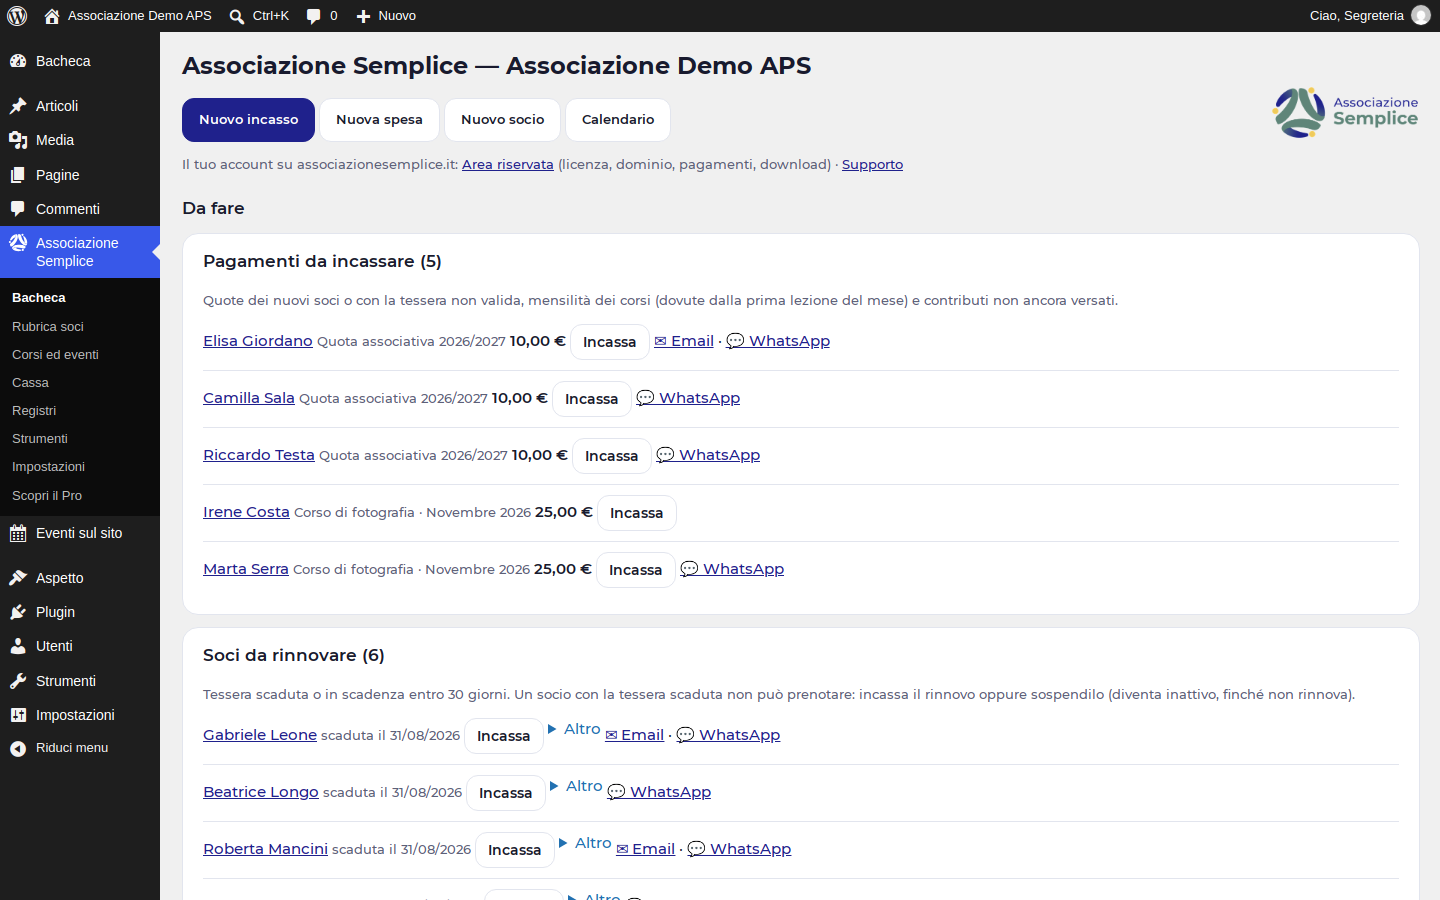 Associazione Demo APS Ctrl+K 0 Nuovo Ciao, Segreteria
Bacheca
Articoli
Media
Pagine
Commenti
Associazione
Semplice
Bacheca
Rubrica soci
Corsi ed eventi
Cassa
Registri
Strumenti
Impostazioni
Scopri il Pro
Eventi sul sito
Aspetto
Plugin
Utenti
Strumenti
Impostazioni
Riduci menu
Associazione Semplice — Associazione Demo APS
Nuovo incasso Nuova spesa Nuovo socio Calendario
Associazione
Semplice
Il tuo account su associazionesemplice.it: Area riservata (licenza, dominio, pagamenti, download) · Supporto
Da fare
Pagamenti da incassare (5)
Quote dei nuovi soci o con la tessera non valida, mensilità dei corsi (dovute dalla prima lezione del mese) e contributi non ancora versati.
Elisa Giordano Quota associativa 2026/2027 10,00 € Incassa ✉ Email · 💬 WhatsApp
Camilla Sala Quota associativa 2026/2027 10,00 € Incassa 💬 WhatsApp
Riccardo Testa Quota associativa 2026/2027 10,00 € Incassa 💬 WhatsApp
Irene Costa Corso di fotografia · Novembre 2026 25,00 € Incassa
Marta Serra Corso di fotografia · Novembre 2026 25,00 € Incassa 💬 WhatsApp
Soci da rinnovare (6)
Tessera scaduta o in scadenza entro 30 giorni. Un socio con la tessera scaduta non può prenotare: incassa il rinnovo oppure sospendilo (diventa inattivo, finché non rinnova).
Gabriele Leone scaduta il 31/08/2026 Incassa ▶ Altro ✉ Email · 💬 WhatsApp
Beatrice Longo scaduta il 31/08/2026 Incassa ▶ Altro 💬 WhatsApp
Roberta Mancini scaduta il 31/08/2026 Incassa ▶ Altro ✉ Email · 💬 WhatsApp
▶ Altro